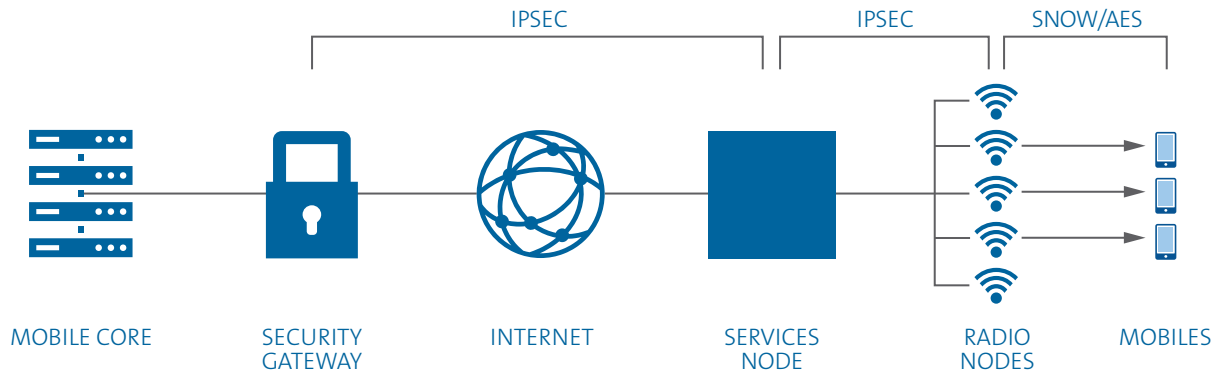 IPSEC
IPSEC
SNOW/AES
MOBILE CORE
SECURITY
GATEWAY
INTERNET
SERVICES
NODE
RADIO
NODES
MOBILES